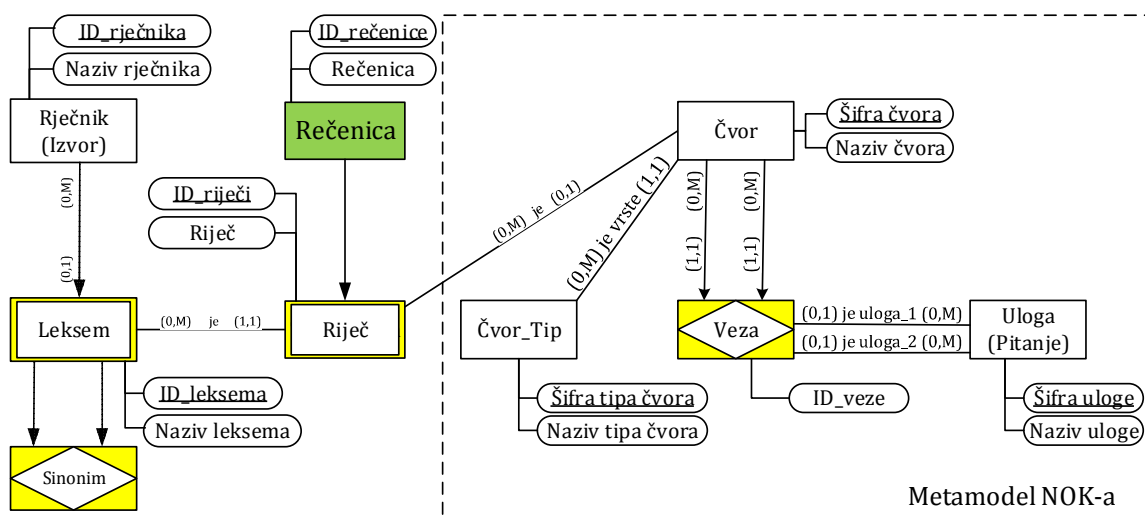 ID_rječnika
Naziv rječnika
Rječnik
(Izvor)
ID_rečenice
Rečenica
Rečenica
Čvor
Šifra čvora
Naziv čvora
(0,M)
(0,1)
ID_riječi
Riječ
(0,M) je (0,1)
(0,M) je vrste (1,1)
(0,M)
(1,1)
(0,M)
(1,1)
Leksem
(0,M) je (1,1)
Riječ
Čvor_Tip
Veza
(0,1) je uloga_1 (0,M)
(0,1) je uloga_2 (0,M)
Uloga
(Pitanje)
ID_leksema
Naziv leksema
Šifra tipa čvora
Naziv tipa čvora
ID_veze
Šifra uloge
Naziv uloge
Sinonim
Metamodel NOK-a